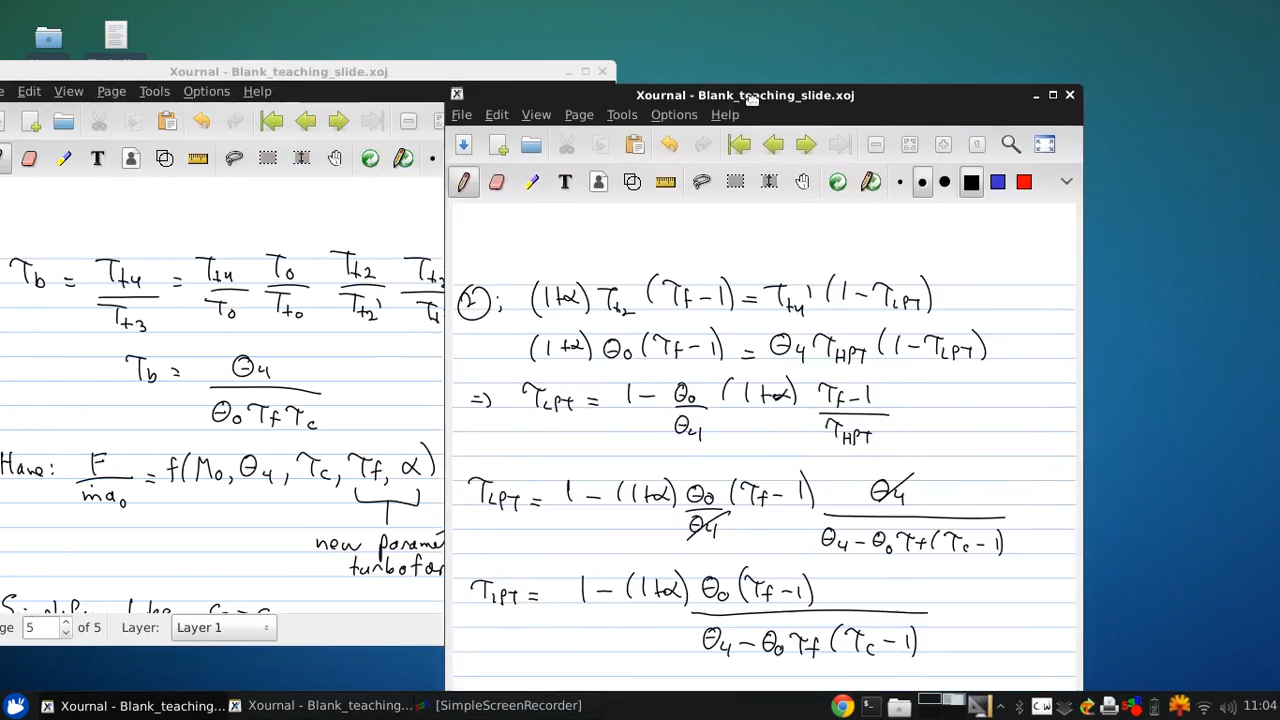 Xournal - Blank_teaching_slide.xoj
Edit View Page Tools Options Help
τb = Tt4/Tt3 = Tt4/T0 T0/Tt0 Tt2/Tt2'
τb = θ4/(θ0 τf τc)
Have: F/(ṁa0) = f(M0, θ4, τc, τf, α)
new parame
turbofa
Page 5 of 5 Layer: Layer 1
Xournal - Blank_teaching_slide.xoj
File Edit View Page Tools Options Help
②; (1+α) Tt2 (τf-1) = Tt4' (1-τLPT)
(1+α) θ0 (τf-1) = θ4 τHPT (1-τLPT)
=) τLPT = 1 - θ0/θ4 (1+α) (τf-1)/τHPT
τLPT = 1 - (1+α) θ0/θ4 (τf-1) θ4/(θ4 - θ0 τf (τc-1))
τLPT = 1 - (1+α) θ0 (τf-1)/(θ4 - θ0 τf (τc-1))
Xournal - Blank_teaching... Xournal - Blank_teaching... [SimpleScreenRecorder] 11:04